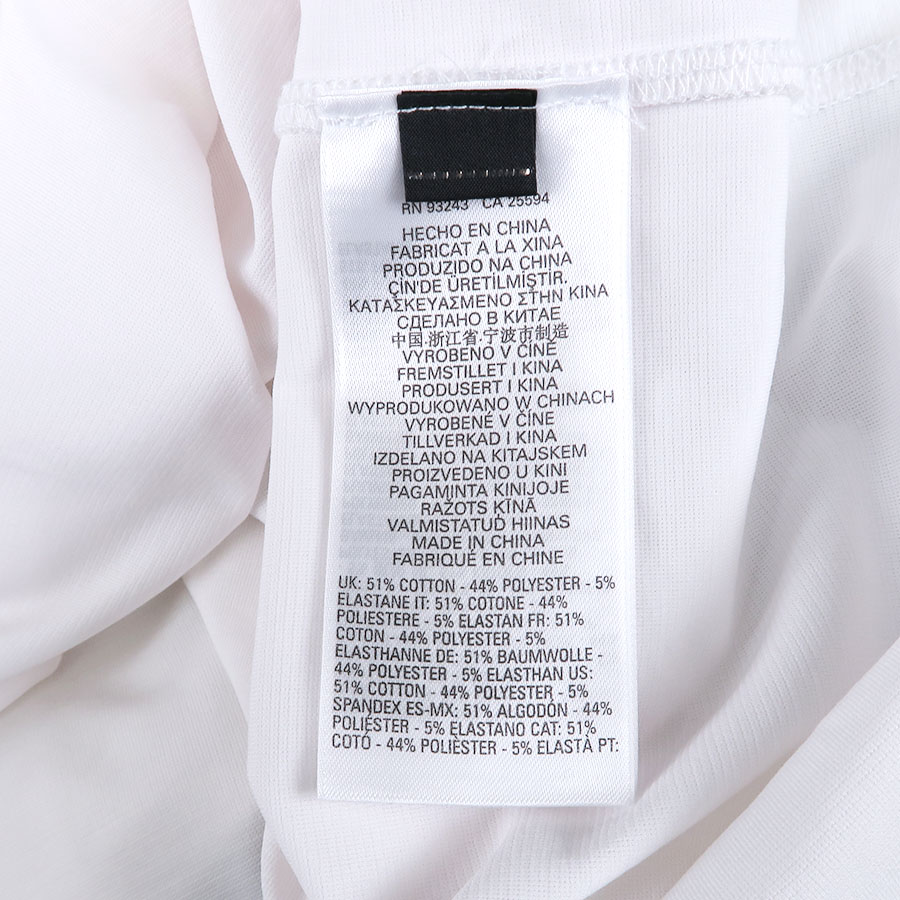 RN 93243 CA 25594
HECHO EN CHINA
FABRICAT A LA XINA
PRODUZIDO NA CHINA
ÇİN'DE ÜRETİLMİŞTİR.
ΚΑΤΑΣΚΕΥΑΣΜΕΝΟ ΣΤΗΝ ΚΙΝΑ
СДЕЛАНО В КИТАЕ
中国.浙江省.宁波市制造
VYROBENO V ČÍNĚ
FREMSTILLET I KINA
PRODUSERT I KINA
WYPRODUKOWANO W CHINACH
VYROBENÉ V ČÍNE
TILLVERKAD I KINA
IZDELANO NA KITAJSKEM
PROIZVEDENO U KINI
PAGAMINTA KINIJOJE
RAŽOTS ĶĪNĀ
VALMISTATUD HIINAS
MADE IN CHINA
FABRIQUÉ EN CHINE
UK: 51% COTTON - 44% POLYESTER - 5%
ELASTANE IT: 51% COTONE - 44%
POLIESTERE - 5% ELASTAN FR: 51%
COTON - 44% POLYESTER - 5%
ELASTHANNE DE: 51% BAUMWOLLE -
44% POLYESTER - 5% ELASTHAN US:
51% COTTON - 44% POLYESTER - 5%
SPANDEX ES-MX: 51% ALGODÓN - 44%
POLIÉSTER - 5% ELASTANO CAT: 51%
COTÓ - 44% POLIÈSTER - 5% ELASTÀ PT: